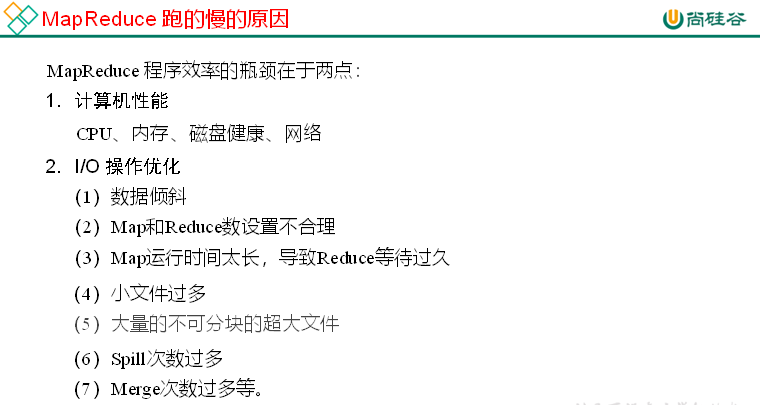 MapReduce 跑的慢的原因
尚硅谷
MapReduce 程序效率的瓶颈在于两点：
1. 计算机性能
CPU、内存、磁盘健康、网络
2. I/O 操作优化
（1）数据倾斜
（2）Map和Reduce数设置不合理
（3）Map运行时间太长，导致Reduce等待过久
（4）小文件过多
（5）大量的不可分块的超大文件
（6）Spill次数过多
（7）Merge次数过多等。